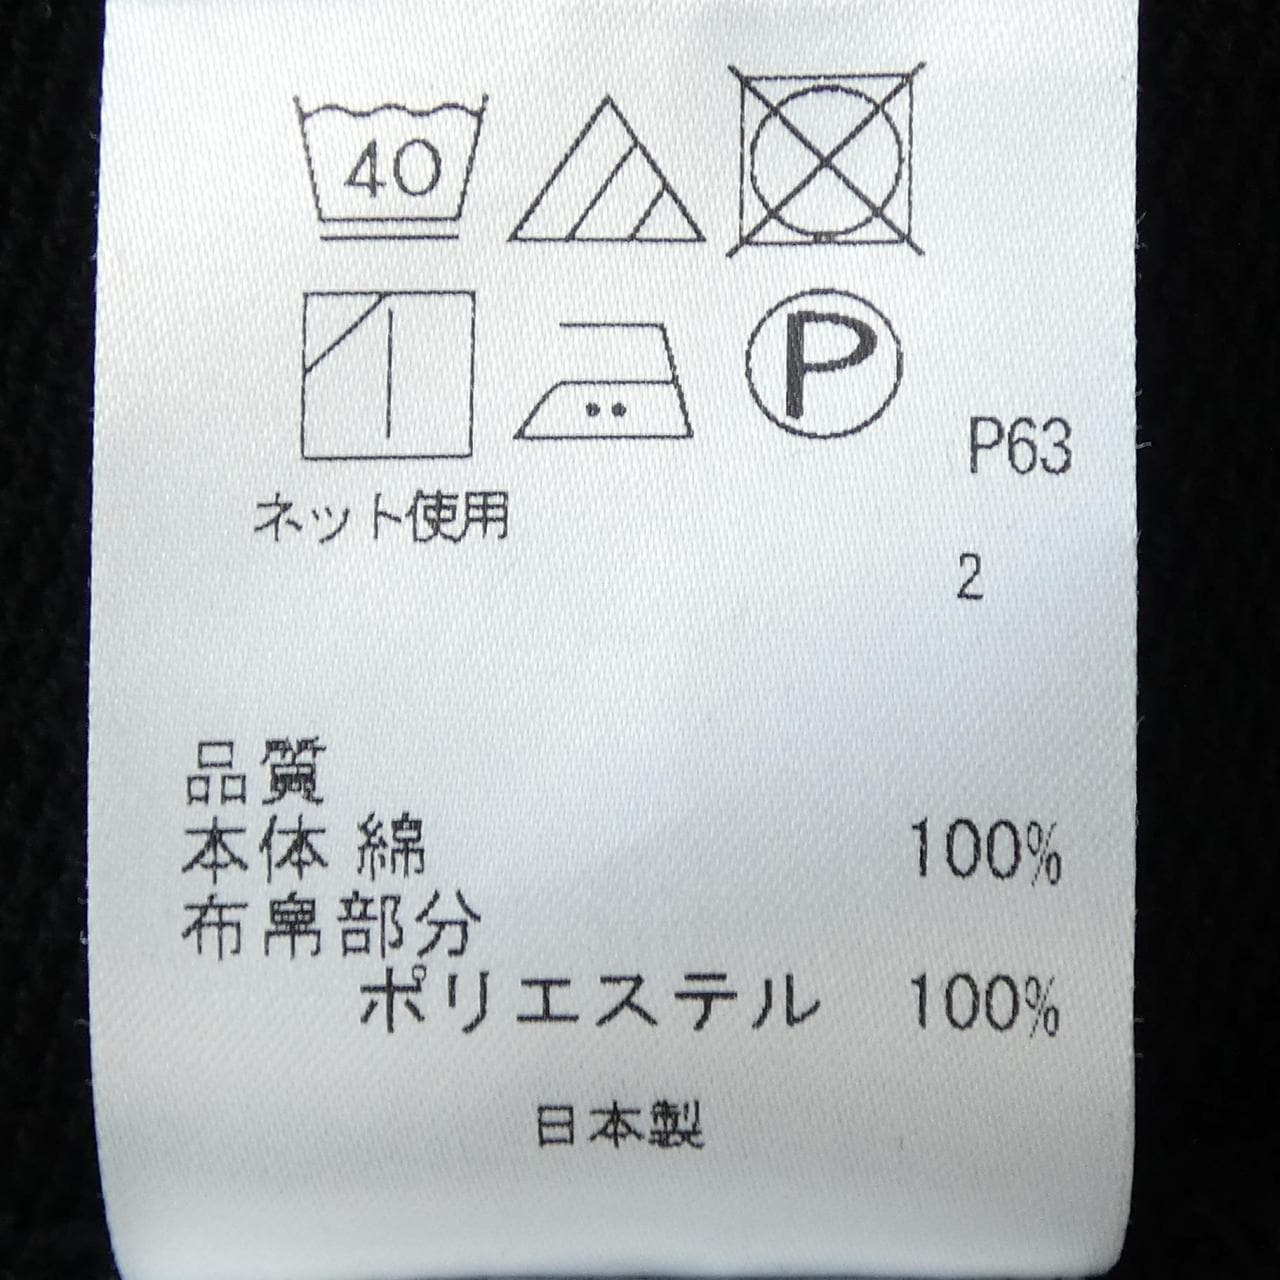 40
P
P63
ネット使用
2
品質
本体 綿 100%
布帛部分
ポリエステル 100%
日本製